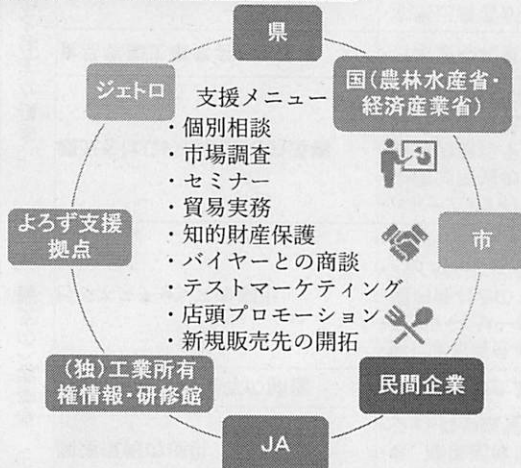 県
ジェトロ
国(農林水産省・
経済産業省)
支援メニュー
・個別相談
・市場調査
・セミナー
・貿易実務
・知的財産保護
・バイヤーとの商談
・テストマーケティング
・店頭プロモーション
・新規販売先の開拓
よろず支援
拠点
市
(独)工業所有
権情報・研修館
民間企業
JA